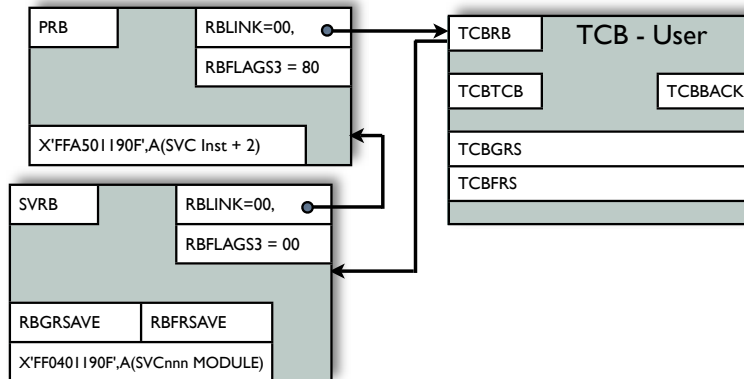 PRB
RBLINK=00,
RBFLAGS3 = 80
X'FFA501190F',A(SVC Inst + 2)
SVRB
RBLINK=00,
RBFLAGS3 = 00
RBGRSAVE
RBFRSAVE
X'FF0401190F',A(SVCnnn MODULE)
TCBRB
TCB - User
TCBTCB
TCBBACK
TCBGRS
TCBFRS